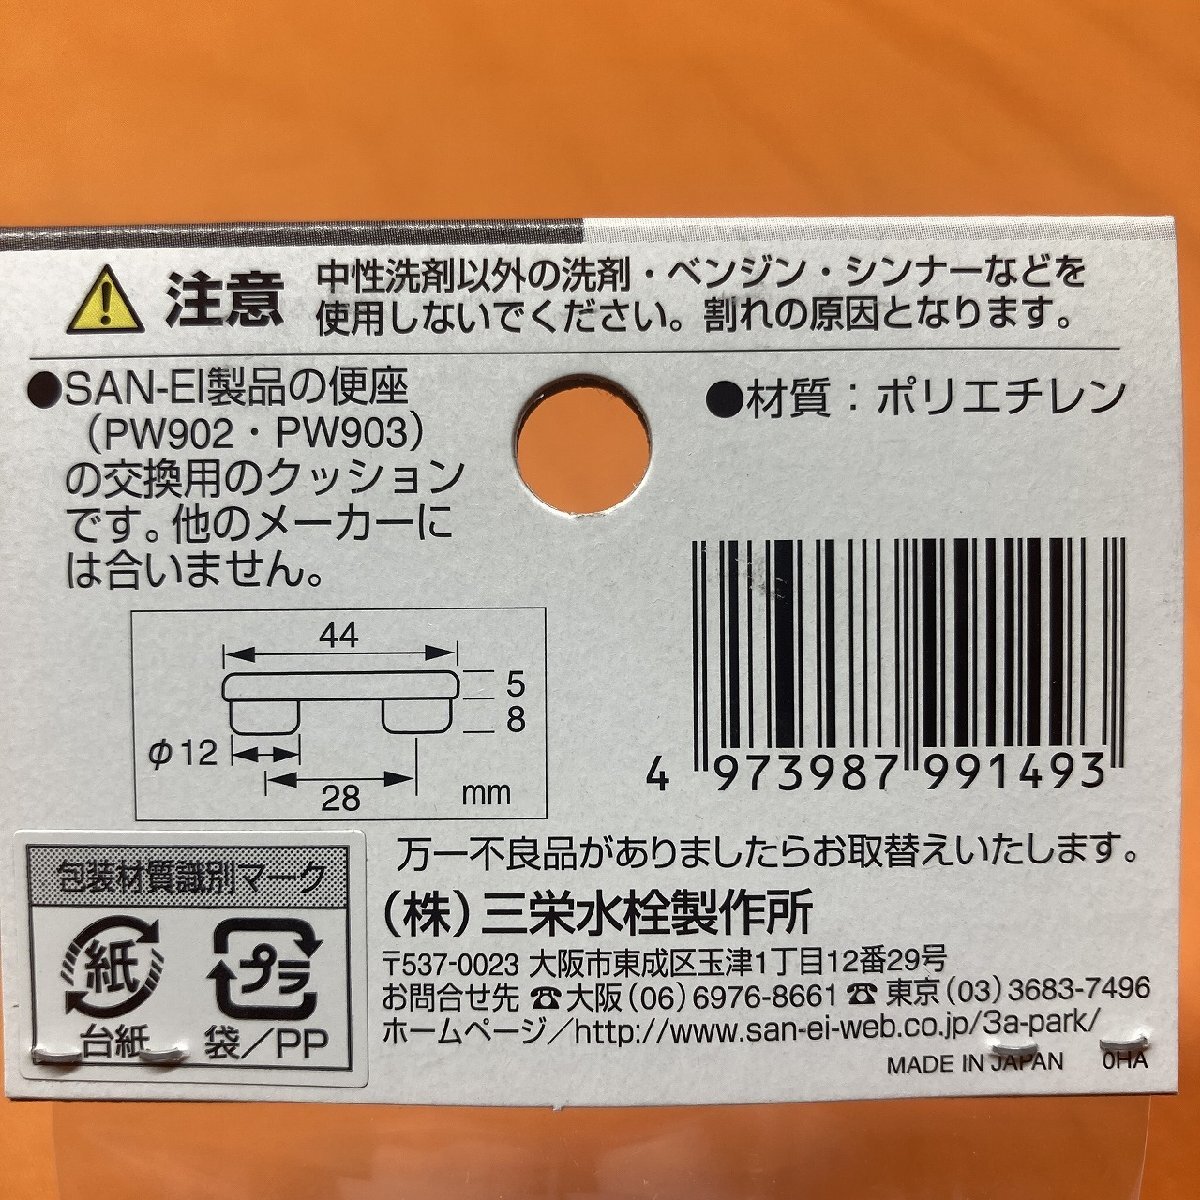 注意
中性洗剤以外の洗剤・ベンジン・シンナーなどを
使用しないでください。割れの原因となります。
●SAN-EI製品の便座
(PW902・PW903)
の交換用のクッション
です。他のメーカーに
は合いません。
●材質：ポリエチレン
44
5
8
φ12
28
mm
4 973987 991493
万一不良品がありましたらお取替えいたします。
(株)三栄水栓製作所
〒537-0023 大阪市東成区玉津1丁目12番29号
お問合せ先 ☎大阪(06)6976-8661 ☎東京(03)3683-7496
ホームページ／http://www.san-ei-web.co.jp/3a-park/
MADE IN JAPAN 0HA
包装材質識別マーク
紙
プラ
台紙
袋／PP